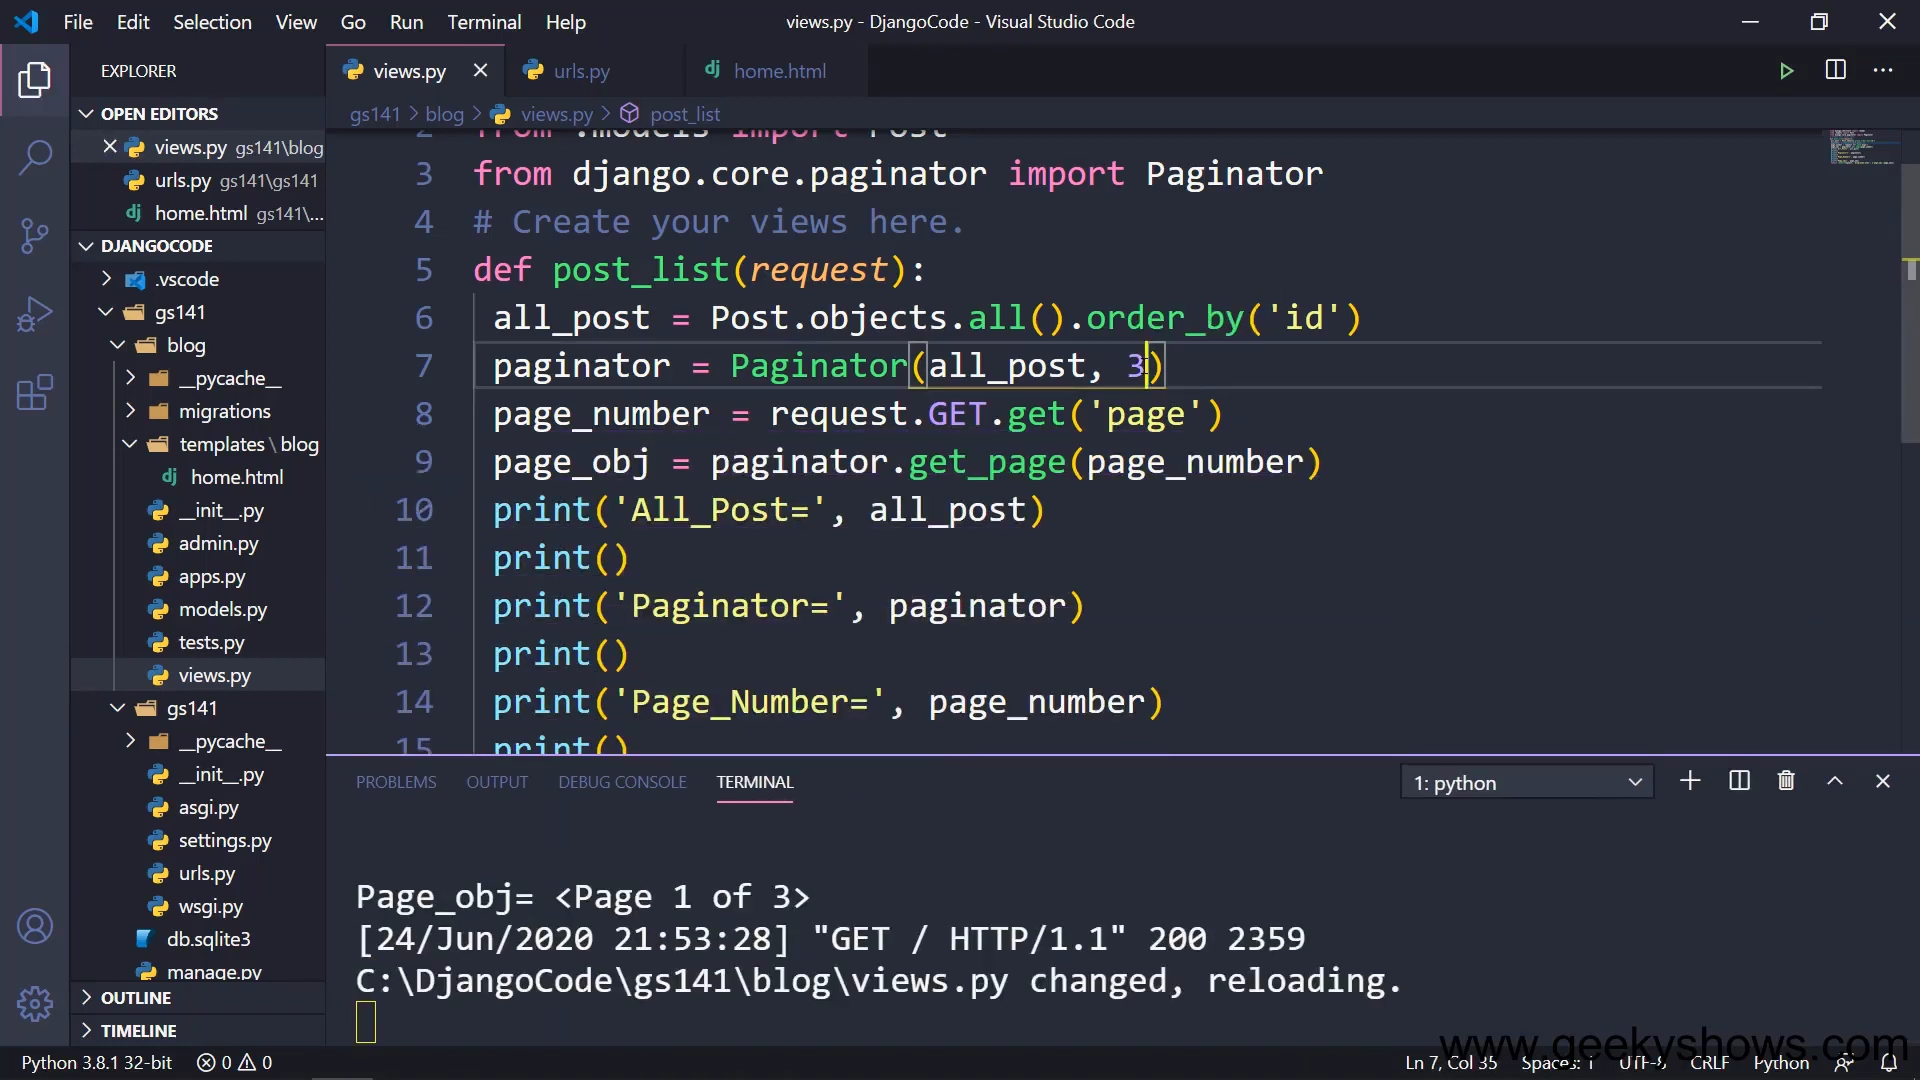 File Edit Selection View Go Run Terminal Help
views.py - DjangoCode - Visual Studio Code
EXPLORER
OPEN EDITORS
views.py gs141\blog
urls.py gs141\gs141
home.html gs141\...
DJANGOCODE
.vscode
gs141
blog
__pycache__
migrations
templates \ blog
home.html
__init__.py
admin.py
apps.py
models.py
tests.py
views.py
gs141
__pycache__
__init__.py
asgi.py
settings.py
urls.py
wsgi.py
db.sqlite3
manage.py
OUTLINE
TIMELINE
views.py urls.py home.html
gs141 > blog > views.py > post_list
2 from .models import Post
3 from django.core.paginator import Paginator
4 # Create your views here.
5 def post_list(request):
6 all_post = Post.objects.all().order_by('id')
7 paginator = Paginator(all_post, 3)
8 page_number = request.GET.get('page')
9 page_obj = paginator.get_page(page_number)
10 print('All_Post=', all_post)
11 print()
12 print('Paginator=', paginator)
13 print()
14 print('Page_Number=', page_number)
15 print()
PROBLEMS OUTPUT DEBUG CONSOLE TERMINAL
1: python
Page_obj= <Page 1 of 3>
[24/Jun/2020 21:53:28] "GET / HTTP/1.1" 200 2359
C:\DjangoCode\gs141\blog\views.py changed, reloading.
www.geekyshows.com
Python 3.8.1 32-bit 0 0
Ln 7, Col 35 Spaces: 1 UTF-8 CRLF Python